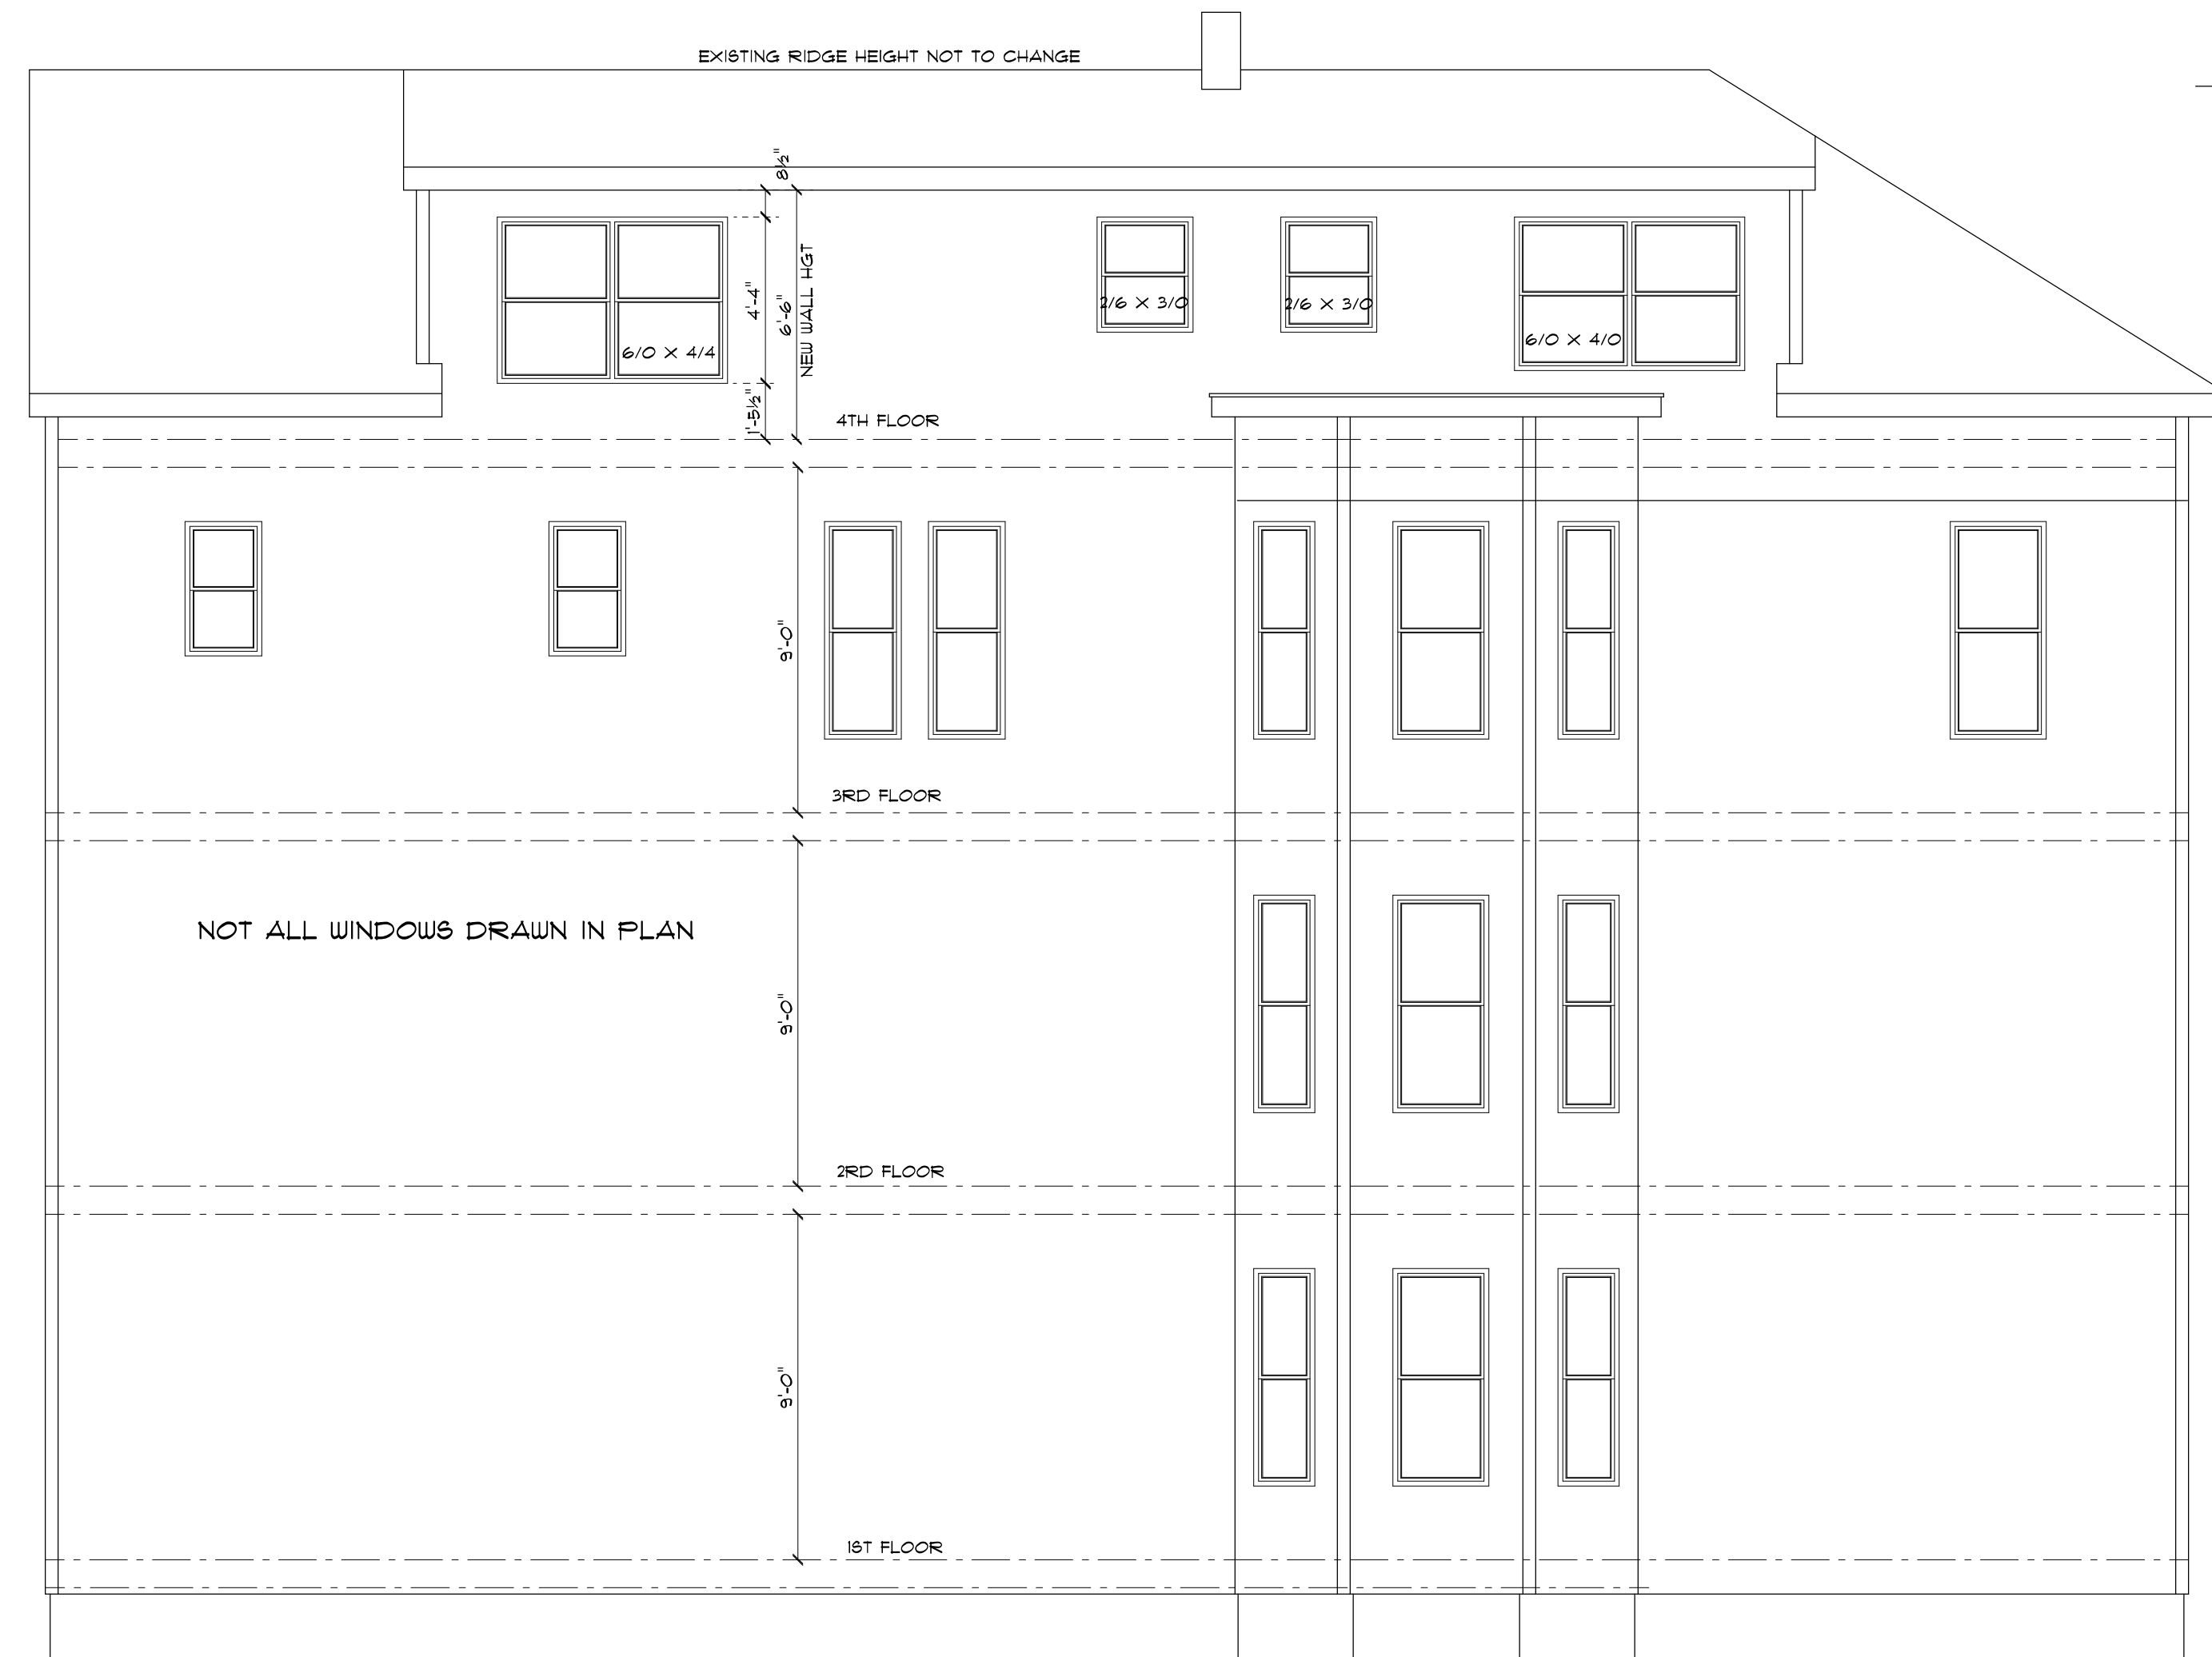 EXISTING RIDGE HEIGHT NOT TO CHANGE
8½"
4'-4"
6'-6"
NEW WALL HGT
1'-5½"
6/0 X 4/4
2/6 X 3/0
2/6 X 3/0
6/0 X 4/0
4TH FLOOR
9'-0"
3RD FLOOR
NOT ALL WINDOWS DRAWN IN PLAN
9'-0"
2RD FLOOR
9'-0"
1ST FLOOR